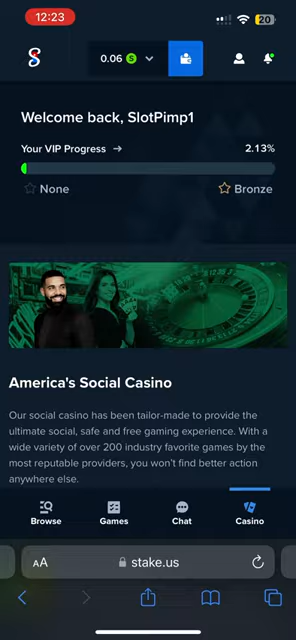 12:23
20
0.06 S
Welcome back, SlotPimp1
Your VIP Progress → 2.13%
None Bronze
America's Social Casino
Our social casino has been tailor-made to provide the
ultimate social, safe and free gaming experience. With a
wide variety of over 200 industry favorite games by the
most reputable providers, you won't find better action
anywhere else.
Browse Games Chat Casino
AA stake.us